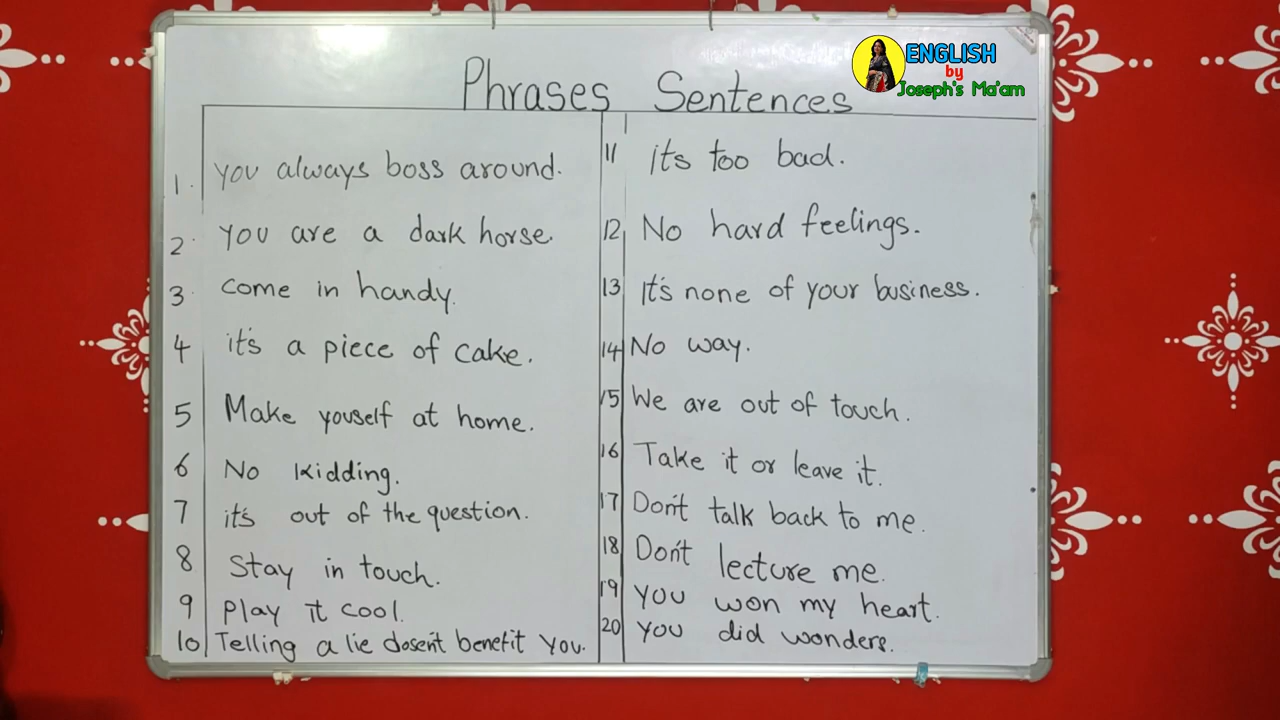 ENGLISH
by
Joseph's Ma'am
Phrases Sentences
1. you always boss around.
2. you are a dark horse.
3. come in handy.
4 it's a piece of cake.
5 Make youself at home.
6 No kidding.
7 it's out of the question.
8 Stay in touch.
9 Play it cool.
10 Telling a lie dosen't benefit you.
11 it's too bad.
12 No hard feelings.
13 It's none of your business.
14 No way.
15 We are out of touch.
16 Take it or leave it.
17 Don't talk back to me.
18 Don't lecture me.
19 you won my heart.
20 you did wonders.